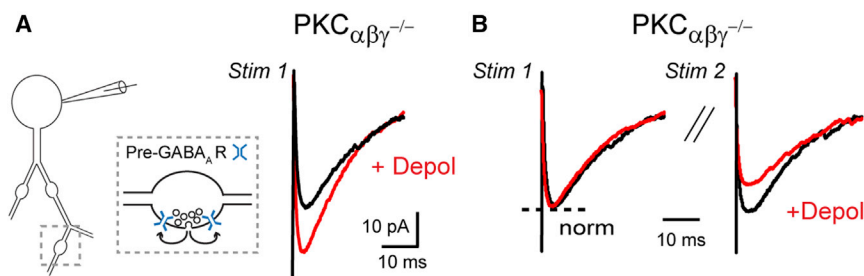 A
PKCαβγ−/−
Stim 1
Pre-GABAA R
+ Depol
10 pA
10 ms
B
PKCαβγ−/−
Stim 1
Stim 2
norm
10 ms
+Depol